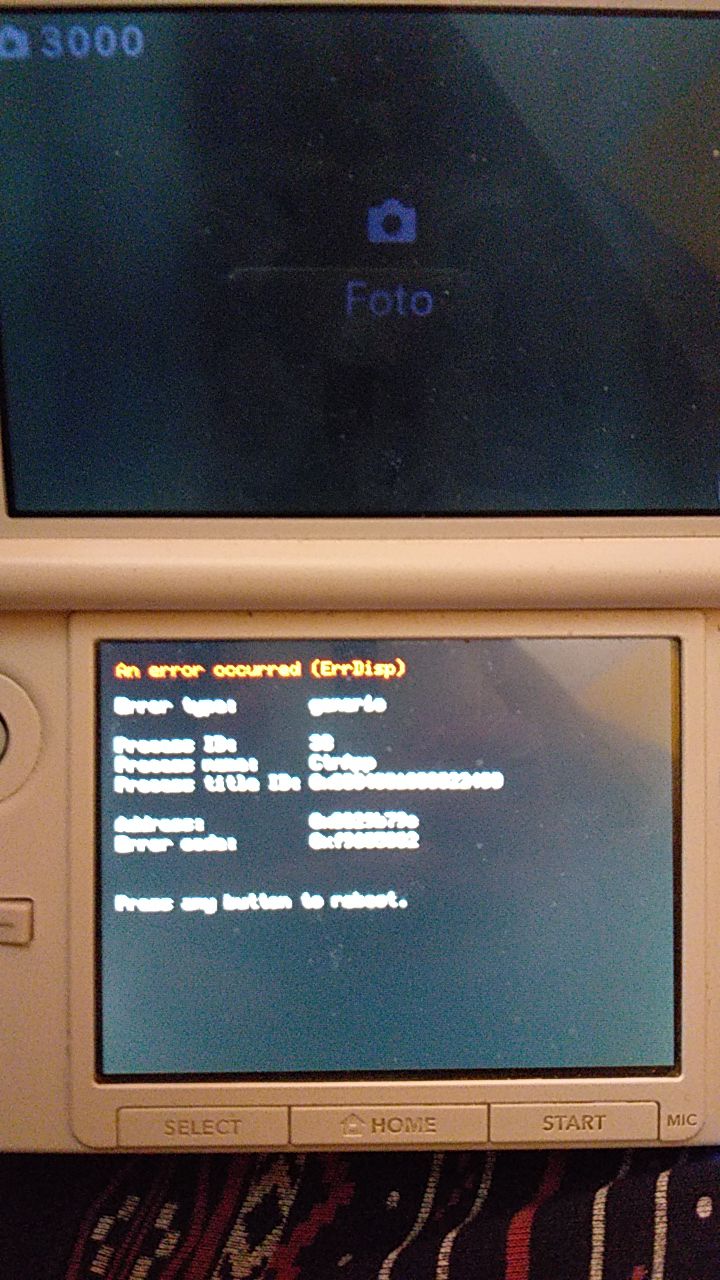 3000
Foto
An error occurred (ErrDisp)
Error type: generic
Process ID:
Process name: CtrApp
Process title ID:
Address:
Error code:
Press any button to reboot.
SELECT HOME START MIC